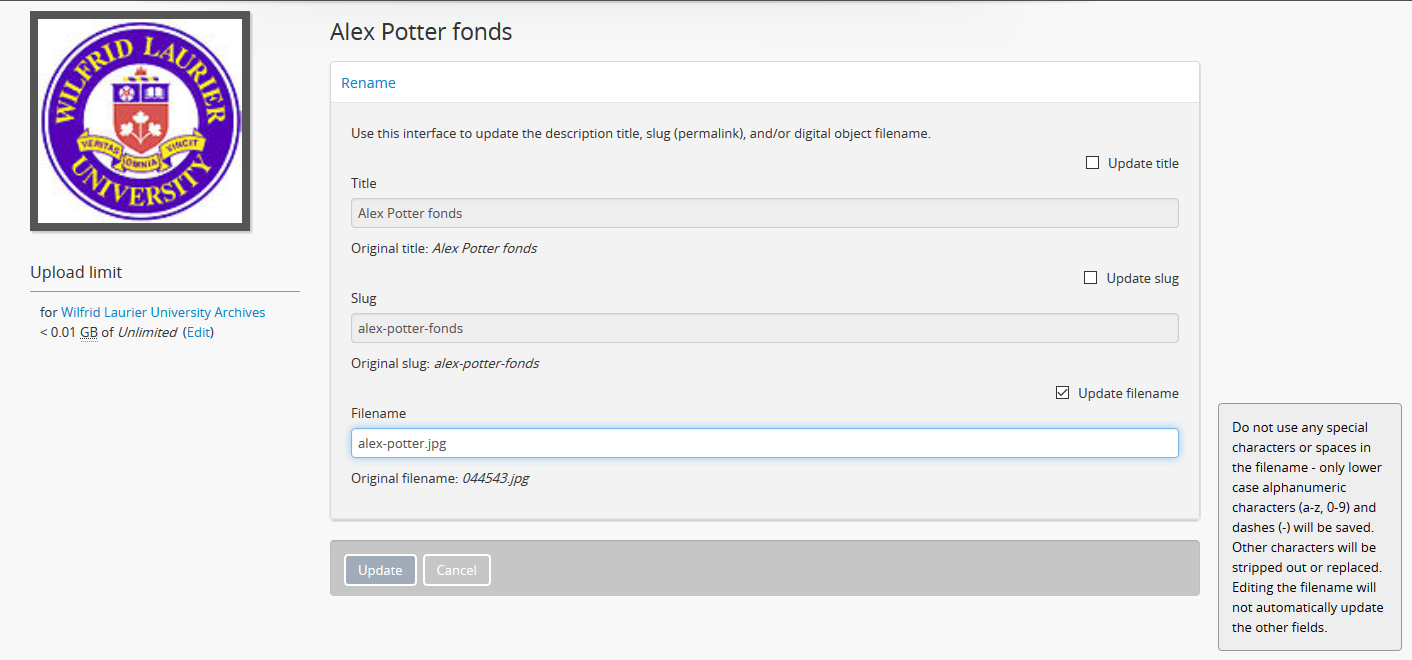 WILFRID LAURIER
VERITAS OMNIA VINCIT
UNIVERSITY
Upload limit
for Wilfrid Laurier University Archives
< 0.01 GB of Unlimited (Edit)
Alex Potter fonds
Rename
Use this interface to update the description title, slug (permalink), and/or digital object filename.
Update title
Title
Alex Potter fonds
Original title: Alex Potter fonds
Update slug
Slug
alex-potter-fonds
Original slug: alex-potter-fonds
Update filename
Filename
alex-potter.jpg
Original filename: 044543.jpg
Update Cancel
Do not use any special
characters or spaces in
the filename - only lower
case alphanumeric
characters (a-z, 0-9) and
dashes (-) will be saved.
Other characters will be
stripped out or replaced.
Editing the filename will
not automatically update
the other fields.